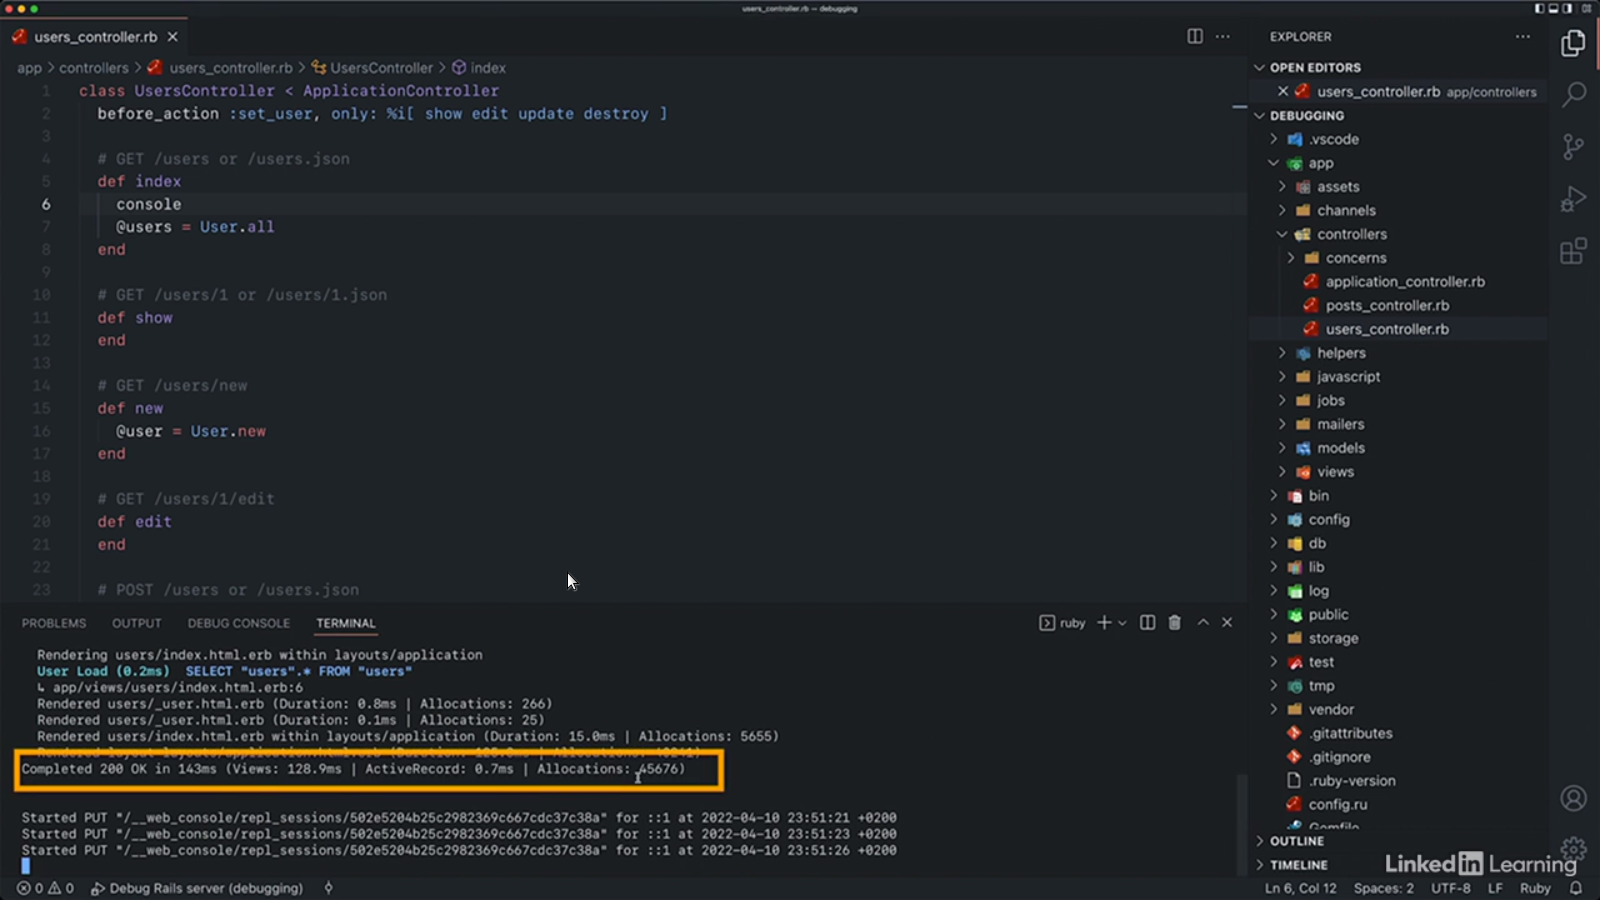 users_controller.rb — debugging
users_controller.rb
app > controllers > users_controller.rb > UsersController > index
1 class UsersController < ApplicationController
2 before_action :set_user, only: %i[ show edit update destroy ]
3
4 # GET /users or /users.json
5 def index
6 console
7 @users = User.all
8 end
9
10 # GET /users/1 or /users/1.json
11 def show
12 end
13
14 # GET /users/new
15 def new
16 @user = User.new
17 end
18
19 # GET /users/1/edit
20 def edit
21 end
22
23 # POST /users or /users.json
PROBLEMS OUTPUT DEBUG CONSOLE TERMINAL
ruby
Rendering users/index.html.erb within layouts/application
User Load (0.2ms) SELECT "users".* FROM "users"
↳ app/views/users/index.html.erb:6
Rendered users/_user.html.erb (Duration: 0.8ms | Allocations: 266)
Rendered users/_user.html.erb (Duration: 0.1ms | Allocations: 25)
Rendered users/index.html.erb within layouts/application (Duration: 15.0ms | Allocations: 5655)
Rendered layout layouts/application.html.erb (Duration: | Allocations:
Completed 200 OK in 143ms (Views: 128.9ms | ActiveRecord: 0.7ms | Allocations: 45676)
Started PUT "/__web_console/repl_sessions/502e5204b25c2982369c667cdc37c38a" for ::1 at 2022-04-10 23:51:21 +0200
Started PUT "/__web_console/repl_sessions/502e5204b25c2982369c667cdc37c38a" for ::1 at 2022-04-10 23:51:23 +0200
Started PUT "/__web_console/repl_sessions/502e5204b25c2982369c667cdc37c38a" for ::1 at 2022-04-10 23:51:26 +0200
EXPLORER
OPEN EDITORS
users_controller.rb app/controllers
DEBUGGING
.vscode
app
assets
channels
controllers
concerns
application_controller.rb
posts_controller.rb
users_controller.rb
helpers
javascript
jobs
mailers
models
views
bin
config
db
lib
log
public
storage
test
tmp
vendor
.gitattributes
.gitignore
.ruby-version
config.ru
Gemfile
OUTLINE
TIMELINE
LinkedIn Learning
0 0 Debug Rails server (debugging)
Ln 6, Col 12 Spaces: 2 UTF-8 LF Ruby